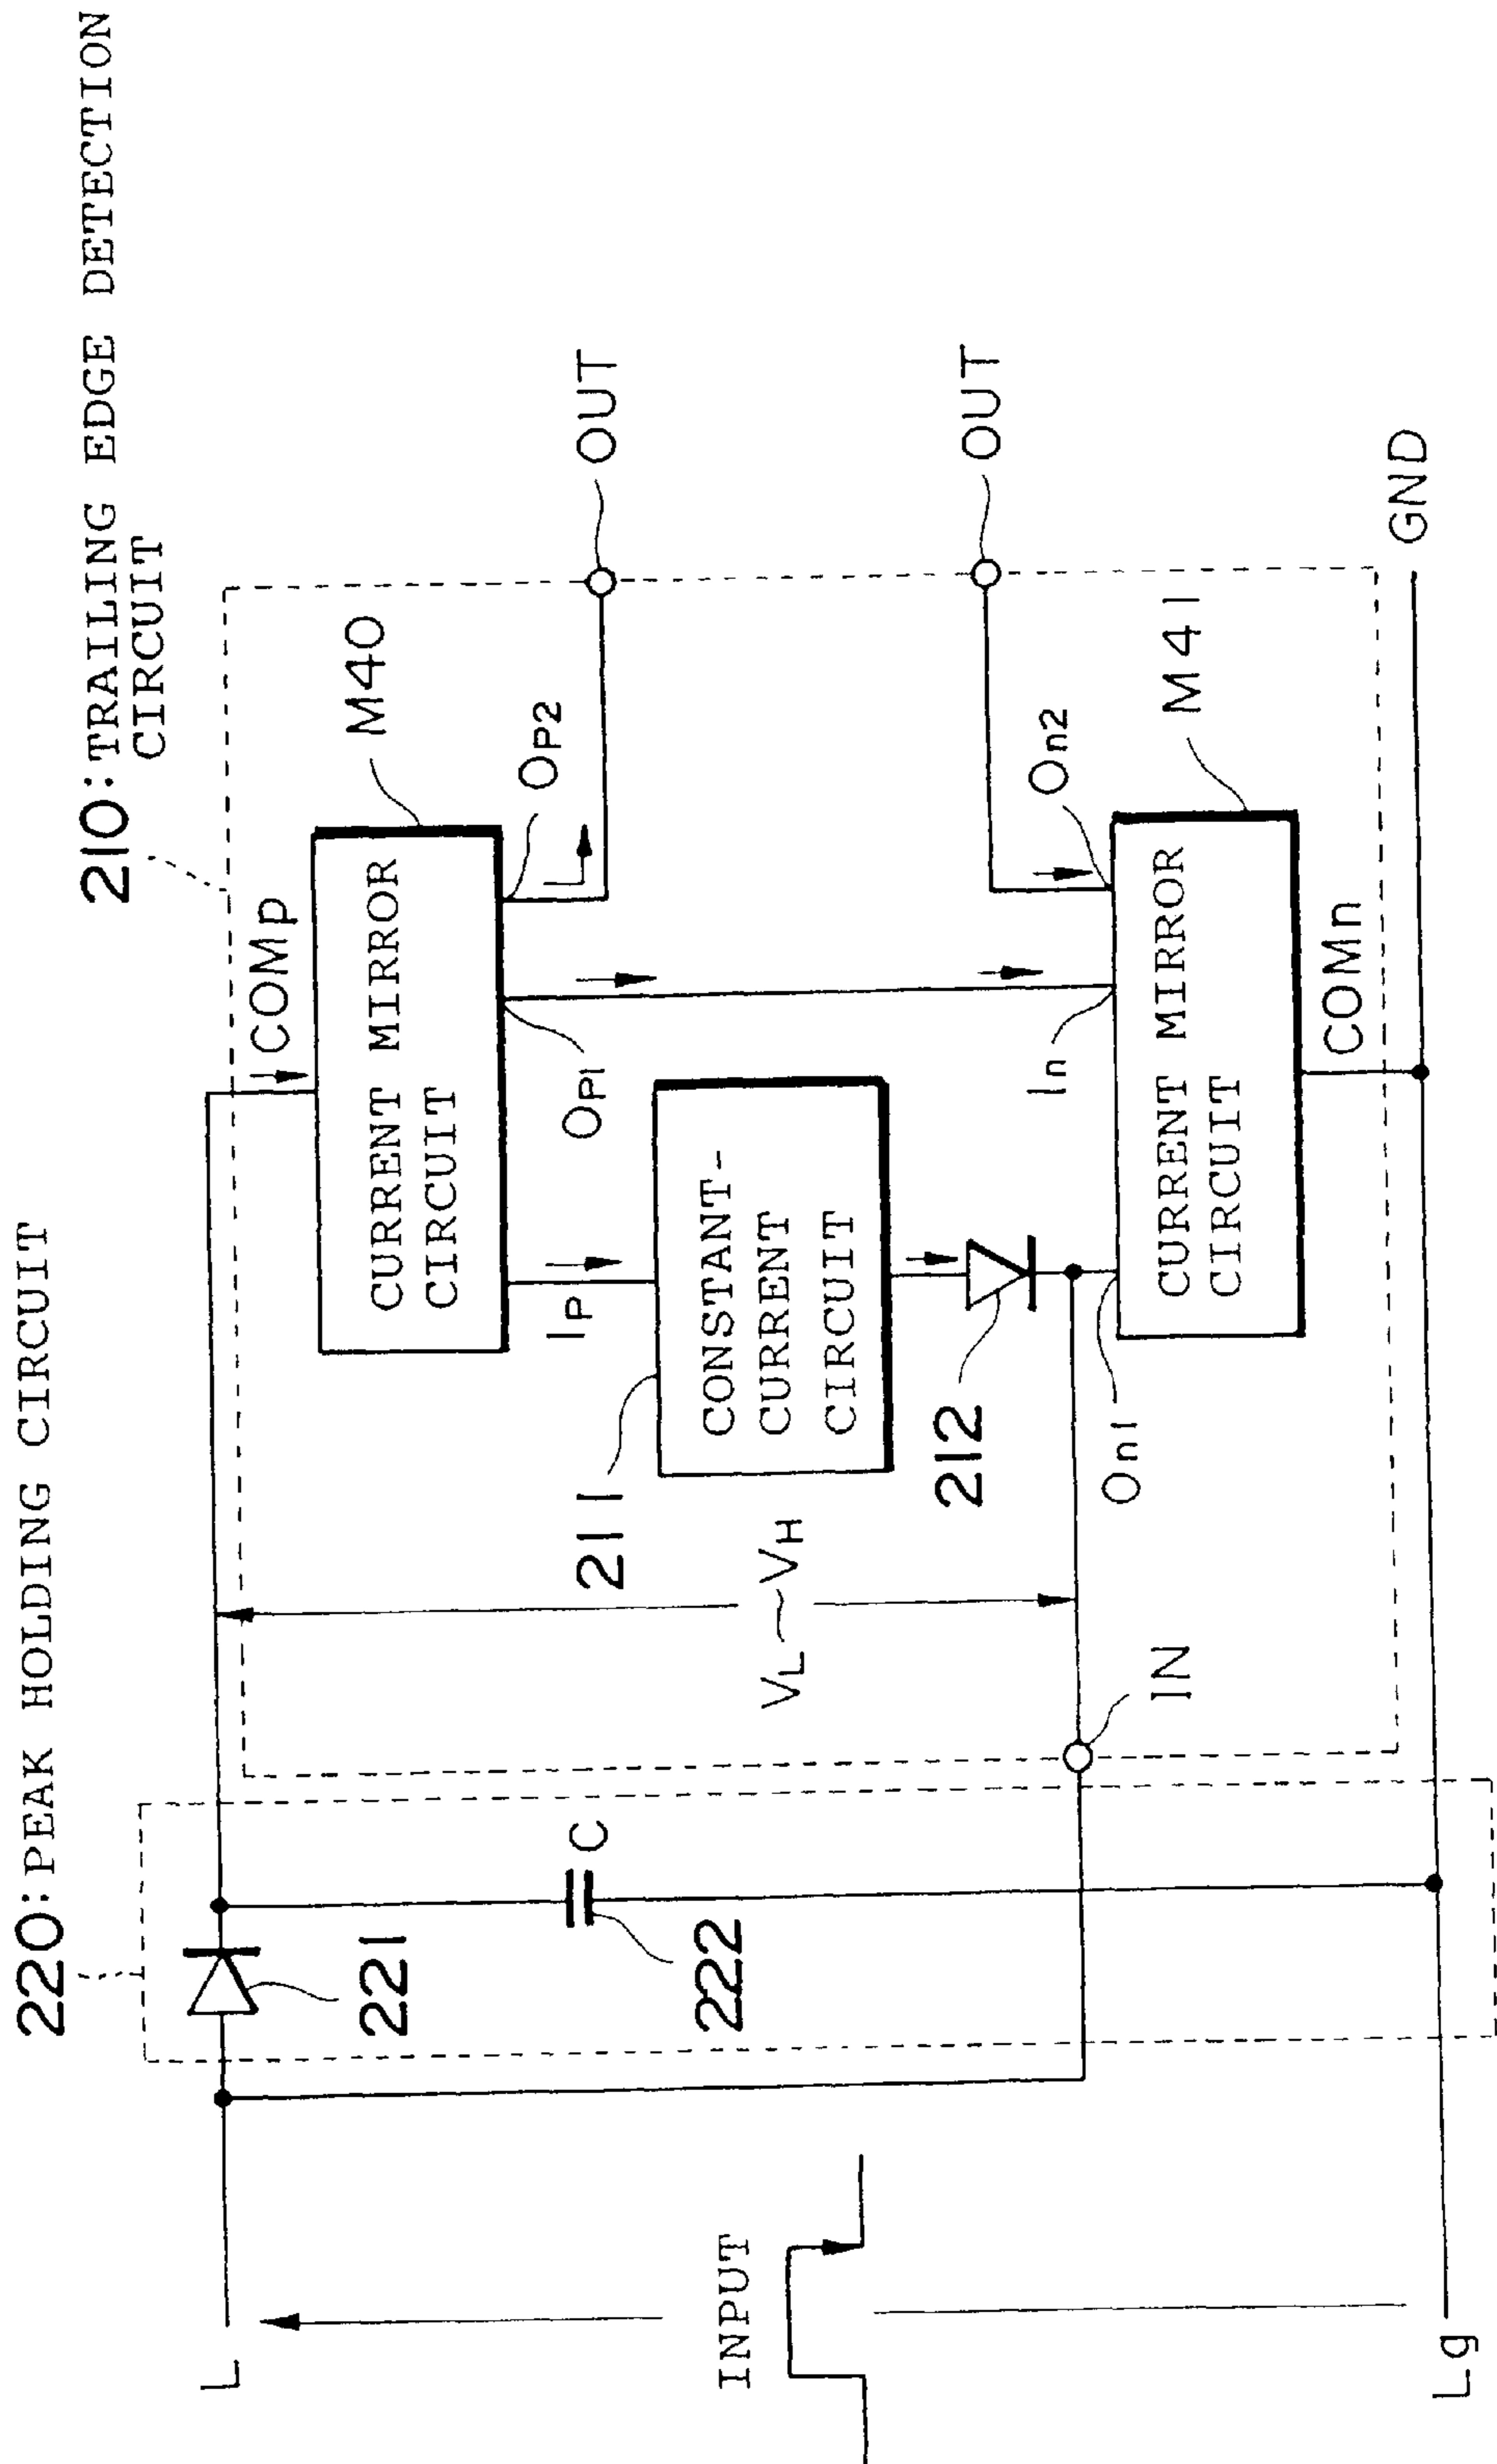 220: PEAK HOLDING CIRCUIT
210: TRAILING EDGE DETECTION
CIRCUIT
L
221
COMp
M40
CURRENT MIRROR
CIRCUIT
IP
OP1
OP2
OUT
C
222
211
CONSTANT-
CURRENT
CIRCUIT
INPUT
VL~VH
212
OUT
IN
On1
In
On2
CURRENT MIRROR
CIRCUIT
M41
COMn
Lg
GND